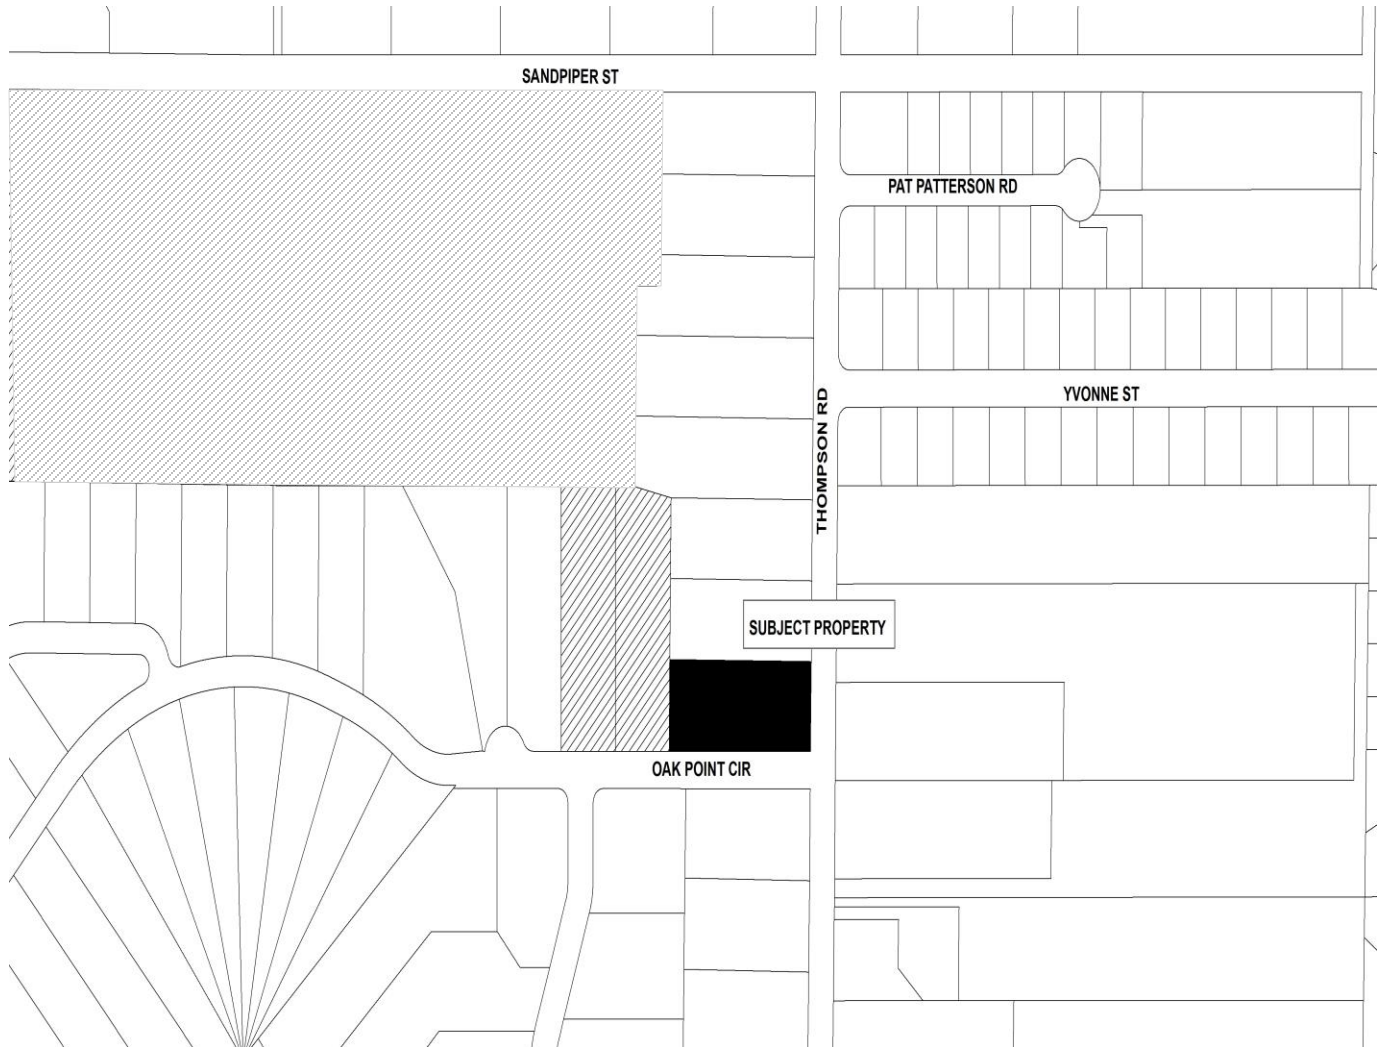 SANDPIPER ST
PAT PATTERSON RD
YVONNE ST
THOMPSON RD
SUBJECT PROPERTY
OAK POINT CIR